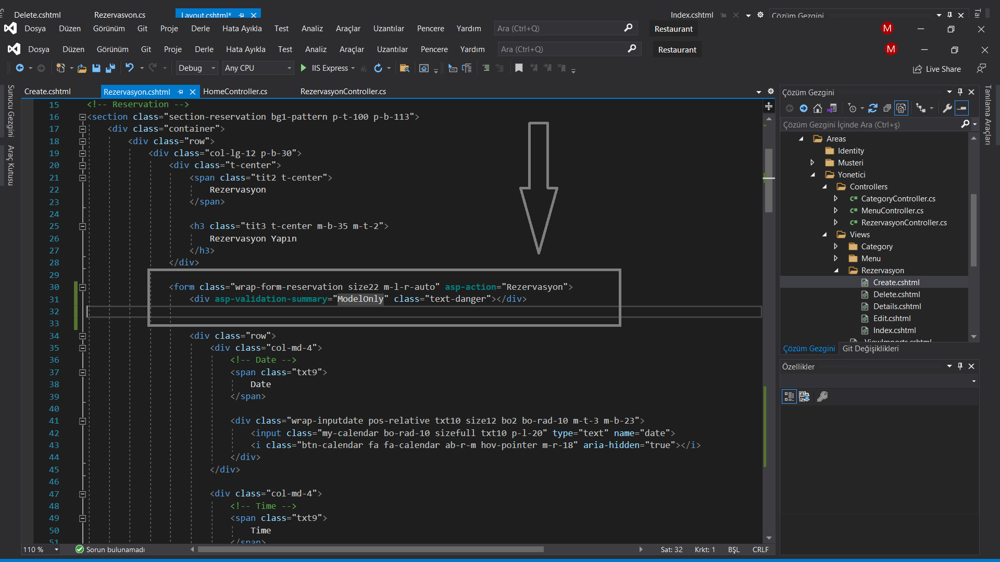 Delete.cshtml Rezervasvon.cs Layout.cshtml* Index.cshtml Çözüm Gezgini
Dosya Düzen Görünüm Git Proje Derle Hata Ayıkla Test Analiz Araçlar Uzantılar Pencere Yardım Ara (Ctrl+Q) Restaurant M
Dosya Düzen Görünüm Git Proje Derle Hata Ayıkla Test Analiz Araçlar Uzantılar Pencere Yardım Ara (Ctrl+Q) Restaurant M
Debug Any CPU IIS Express Live Share
Sunucu Gezgini
Araç Kutusu
Create.cshtml Rezervasyon.cshtml HomeController.cs RezervasyonController.cs
15 <!-- Reservation -->
16 <section class="section-reservation bg1-pattern p-t-100 p-b-113">
17 <div class="container">
18 <div class="row">
19 <div class="col-lg-12 p-b-30">
20 <div class="t-center">
21 <span class="tit2 t-center">
22 Rezervasyon
23 </span>
24
25 <h3 class="tit3 t-center m-b-35 m-t-2">
26 Rezervasyon Yapın
27 </h3>
28 </div>
29
30 <form class="wrap-form-reservation size22 m-l-r-auto" asp-action="Rezervasyon">
31 <div asp-validation-summary="ModelOnly" class="text-danger"></div>
32
33
34 <div class="row">
35 <div class="col-md-4">
36 <!-- Date -->
37 <span class="txt9">
38 Date
39 </span>
40
41 <div class="wrap-inputdate pos-relative txt10 size12 bo2 bo-rad-10 m-t-3 m-b-23">
42 <input class="my-calendar bo-rad-10 sizefull txt10 p-l-20" type="text" name="date">
43 <i class="btn-calendar fa fa-calendar ab-r-m hov-pointer m-r-18" aria-hidden="true"></i>
44 </div>
45 </div>
46
47 <div class="col-md-4">
48 <!-- Time -->
49 <span class="txt9">
50 Time
51 </span>
110 % Sorun bulunamadı Sat: 32 Krkt: 1 BŞL CRLF
Çözüm Gezgini
Çözüm Gezgini İçinde Ara (Ctrl+ş)
Areas
Identity
Musteri
Yonetici
Controllers
C# CategoryController.cs
C# MenuController.cs
C# RezervasyonController.cs
Views
Category
Menu
Rezervasyon
Create.cshtml
Delete.cshtml
Details.cshtml
Edit.cshtml
Index.cshtml
_ViewImports.cshtml
Çözüm Gezgini Git Değişiklikleri
Özellikler
Tanılama Araçları